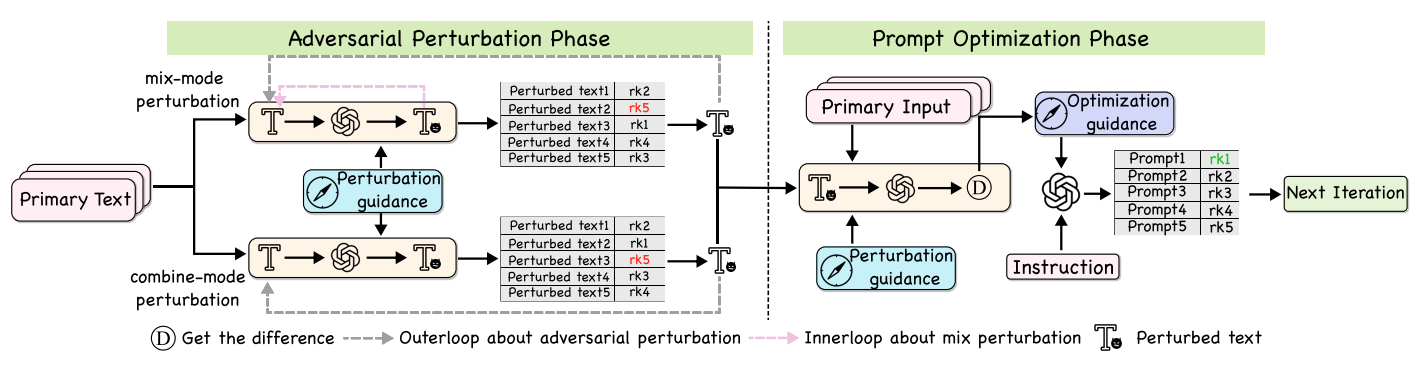 Adversarial Perturbation Phase
Prompt Optimization Phase
mix-mode
perturbation
T
T
Perturbed text1 rk2
Perturbed text2 rk5
Perturbed text3 rk1
Perturbed text4 rk4
Perturbed text5 rk3
T
Primary Text
Perturbation
guidance
combine-mode
perturbation
T
T
Perturbed text1 rk2
Perturbed text2 rk1
Perturbed text3 rk5
Perturbed text4 rk3
Perturbed text5 rk4
T
Primary Input
T
D
Perturbation
guidance
Optimization
guidance
Instruction
Prompt1 rk1
Prompt2 rk2
Prompt3 rk3
Prompt4 rk4
Prompt5 rk5
Next Iteration
D Get the difference
Outerloop about adversarial perturbation
Innerloop about mix perturbation
T Perturbed text